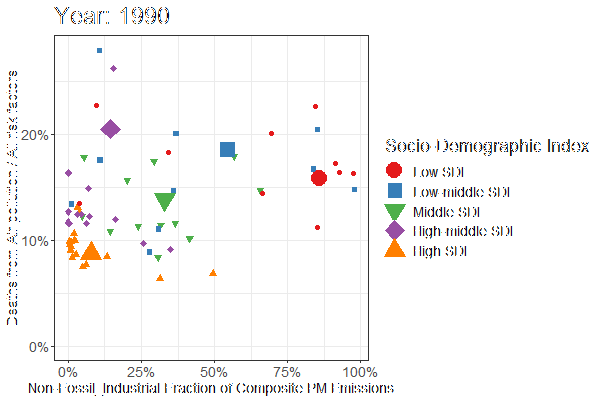 Year: 1990
Deaths from Air pollution / All risk factors
20%
10%
0%
0%
25%
50%
75%
100%
Non-Fossil, Industrial Fraction of Composite PM Emissions
Socio-Demographic Index
Low SDI
Low-middle SDI
Middle SDI
High-middle SDI
High SDI